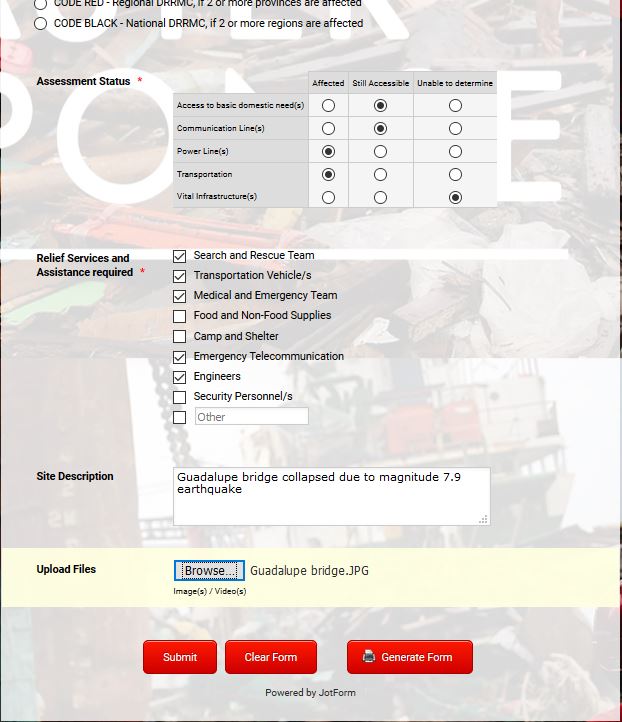 CODE RED - Regional DRRMC, if 2 or more provinces are affected
CODE BLACK - National DRRMC, if 2 or more regions are affected
Assessment Status *
Affected Still Accessible Unable to determine
Access to basic domestic need(s)
Communication Line(s)
Power Line(s)
Transportation
Vital Infrastructure(s)
Relief Services and
Assistance required *
Search and Rescue Team
Transportation Vehicle/s
Medical and Emergency Team
Food and Non-Food Supplies
Camp and Shelter
Emergency Telecommunication
Engineers
Security Personnel/s
Other
Site Description
Guadalupe bridge collapsed due to magnitude 7.9
earthquake
Upload Files
Browse... Guadalupe bridge.JPG
Image(s) / Video(s)
Submit Clear Form Generate Form
Powered by JotForm